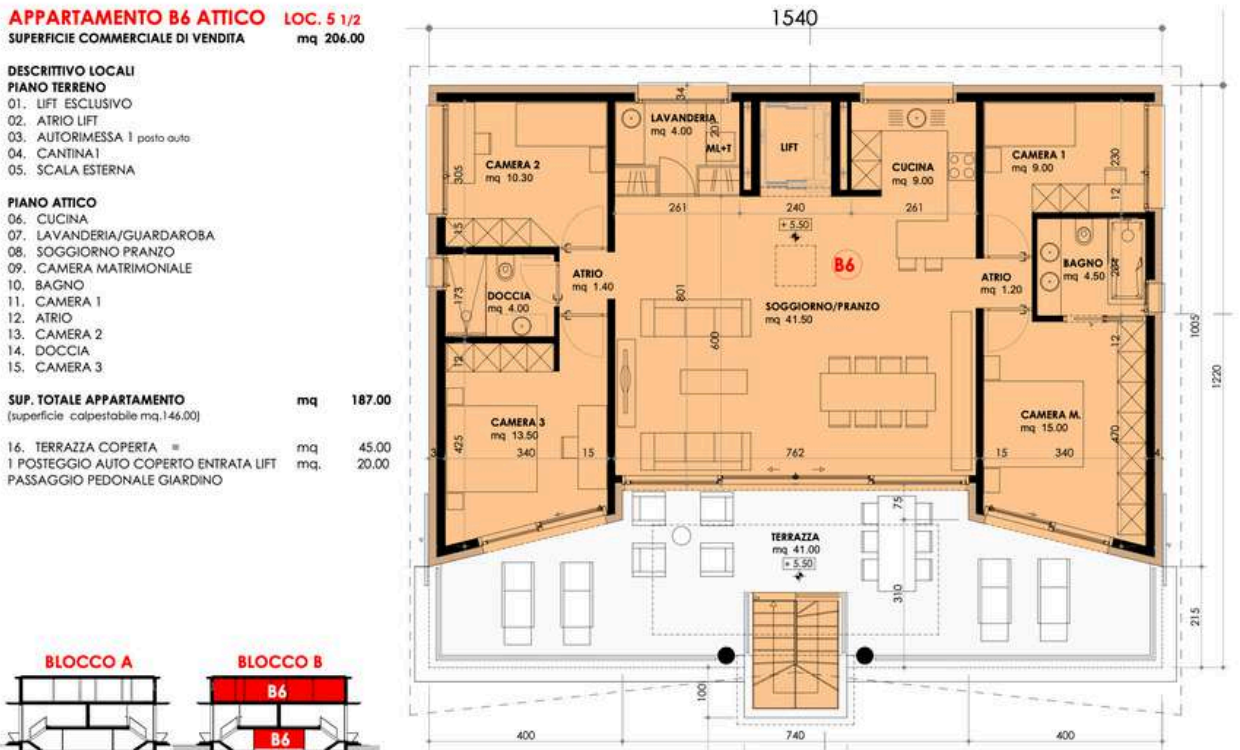 APPARTAMENTO B6 ATTICO LOC. 5 1/2
SUPERFICIE COMMERCIALE DI VENDITA mq 206.00
DESCRITTIVO LOCALI
PIANO TERRENO
01. LIFT ESCLUSIVO
02. ATRIO LIFT
03. AUTORIMESSA 1 posto auto
04. CANTINA1
05. SCALA ESTERNA
PIANO ATTICO
06. CUCINA
07. LAVANDERIA/GUARDAROBA
08. SOGGIORNO PRANZO
09. CAMERA MATRIMONIALE
10. BAGNO
11. CAMERA 1
12. ATRIO
13. CAMERA 2
14. DOCCIA
15. CAMERA 3
SUP. TOTALE APPARTAMENTO mq 187.00
(superficie calpestabile mq.146.00)
16. TERRAZZA COPERTA = mq 45.00
1 POSTEGGIO AUTO COPERTO ENTRATA LIFT mq. 20.00
PASSAGGIO PEDONALE GIARDINO
BLOCCO A
BLOCCO B
B6
B6
1540
34
LAVANDERIA
mq 4.00
201
ML+T
LIFT
CUCINA
mq 9.00
CAMERA 2
mq 10.30
305
CAMERA 1
mq 9.00
230
12
261
240
261
+ 5.50
15
B6
ATRIO
mq 1.40
DOCCIA
mq 4.00
173
801
SOGGIORNO/PRANZO
mq 41.50
600
ATRIO
mq 1.20
BAGNO
mq 4.50
12
12
1005
1220
CAMERA 3
mq 13.50
425
340
15
762
CAMERA M.
mq 15.00
15
340
470
75
TERRAZZA
mq 41.00
+ 5.50
310
215
100
400
740
400